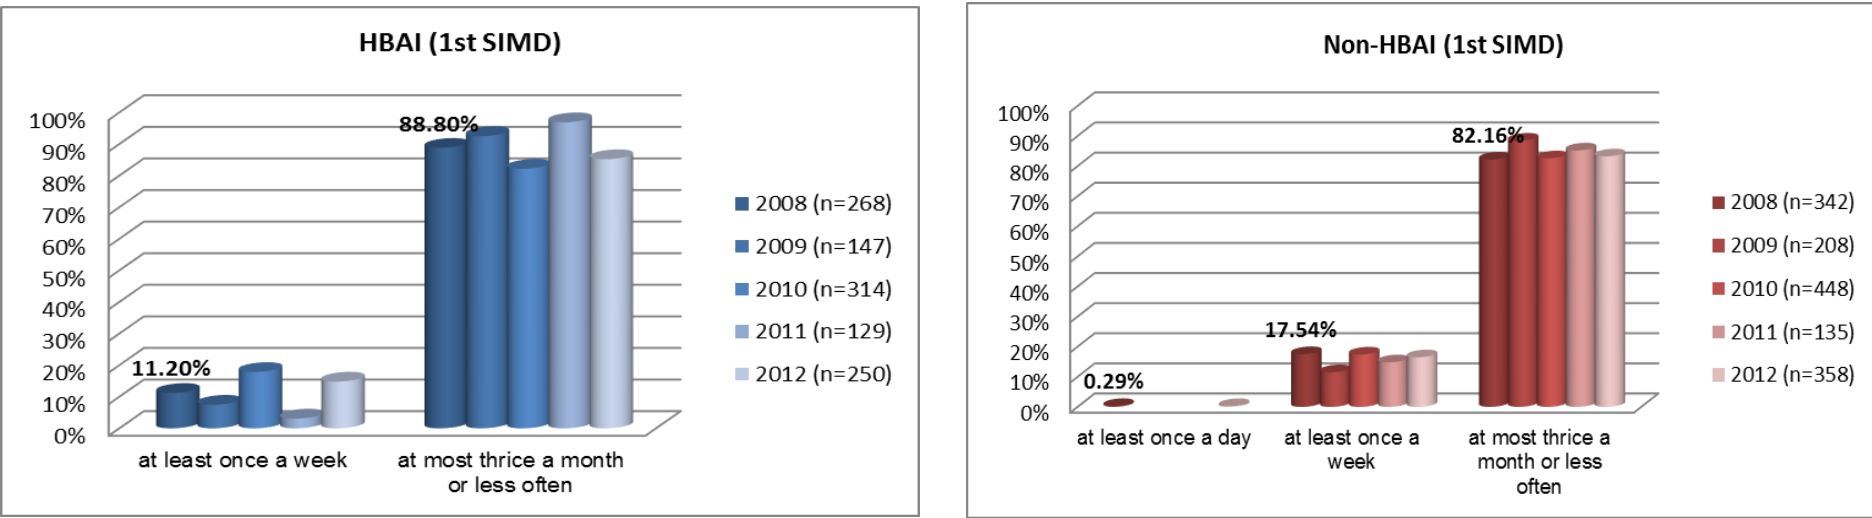 HBAI (1st SIMD)
88.80%
11.20%
100%
90%
80%
70%
60%
50%
40%
30%
20%
10%
0%
at least once a week
at most thrice a month
or less often
2008 (n=268)
2009 (n=147)
2010 (n=314)
2011 (n=129)
2012 (n=250)
Non-HBAI (1st SIMD)
82.16%
17.54%
0.29%
100%
90%
80%
70%
60%
50%
40%
30%
20%
10%
0%
at least once a day
at least once a
week
at most thrice a
month or less
often
2008 (n=342)
2009 (n=208)
2010 (n=448)
2011 (n=135)
2012 (n=358)